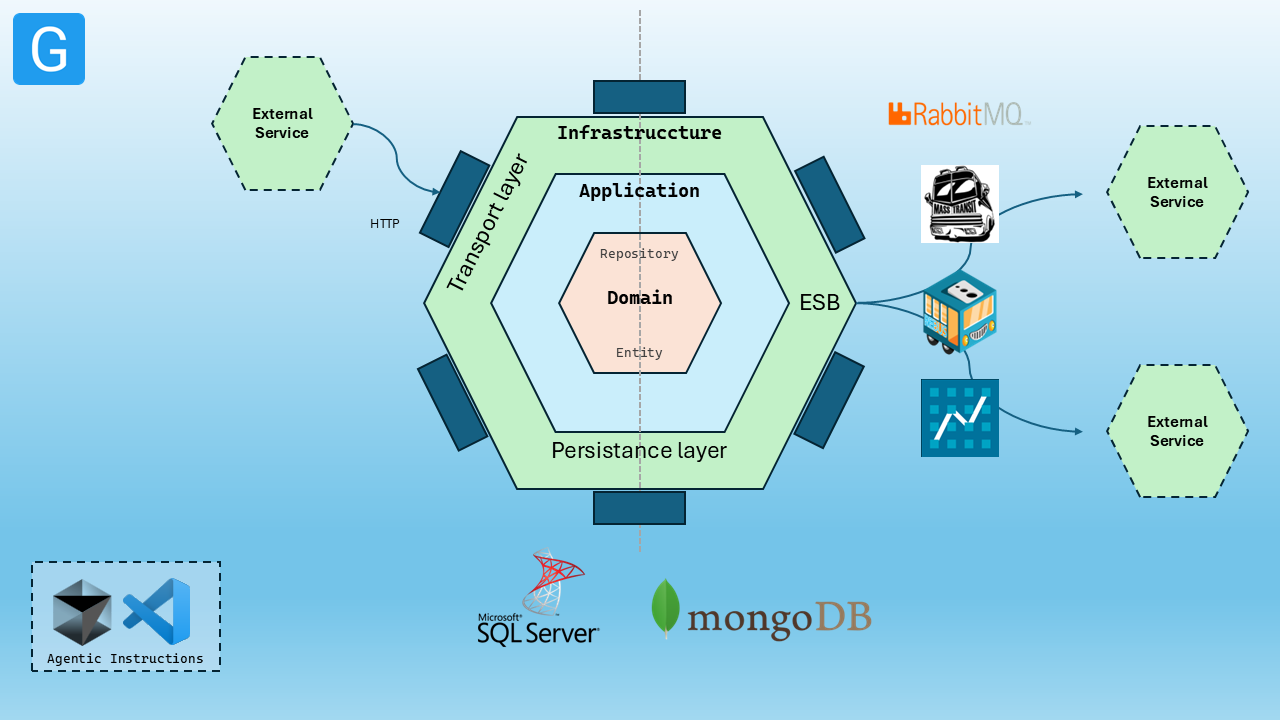 G
External
Service
HTTP
Infrastruccture
Transport layer
Application
Repository
Domain
Entity
ESB
Persistance layer
RabbitMQ
MASS TRANSIT
External
Service
External
Service
Microsoft®
SQL Server®
mongoDB
Agentic Instructions